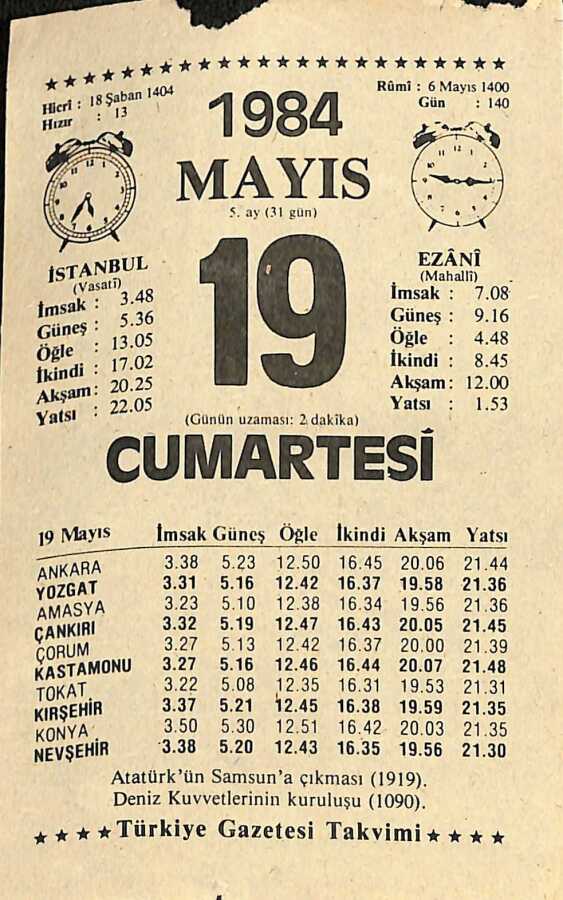 Hicri : 18 Şaban 1404
Hızır : 13
1984
Rûmî : 6 Mayıs 1400
Gün : 140
MAYIS
5. ay (31 gün)
19
İSTANBUL
(Vasatî)
İmsak : 3.48
Güneş : 5.36
Öğle : 13.05
İkindi : 17.02
Akşam: 20.25
Yatsı : 22.05
EZÂNÎ
(Mahallî)
İmsak : 7.08
Güneş : 9.16
Öğle : 4.48
İkindi : 8.45
Akşam: 12.00
Yatsı : 1.53
(Günün uzaması: 2 dakika)
CUMARTESİ
19 Mayıs İmsak Güneş Öğle İkindi Akşam Yatsı
ANKARA 3.38 5.23 12.50 16.45 20.06 21.44
YOZGAT 3.31 5.16 12.42 16.37 19.58 21.36
AMASYA 3.23 5.10 12.38 16.34 19.56 21.36
ÇANKIRI 3.32 5.19 12.47 16.43 20.05 21.45
ÇORUM 3.27 5.13 12.42 16.37 20.00 21.39
KASTAMONU 3.27 5.16 12.46 16.44 20.07 21.48
TOKAT 3.22 5.08 12.35 16.31 19.53 21.31
KIRŞEHİR 3.37 5.21 12.45 16.38 19.59 21.35
KONYA 3.50 5.30 12.51 16.42 20.03 21.35
NEVŞEHİR 3.38 5.20 12.43 16.35 19.56 21.30
Atatürk'ün Samsun'a çıkması (1919).
Deniz Kuvvetlerinin kuruluşu (1090).
★ ★ ★ ★ Türkiye Gazetesi Takvimi ★ ★ ★ ★